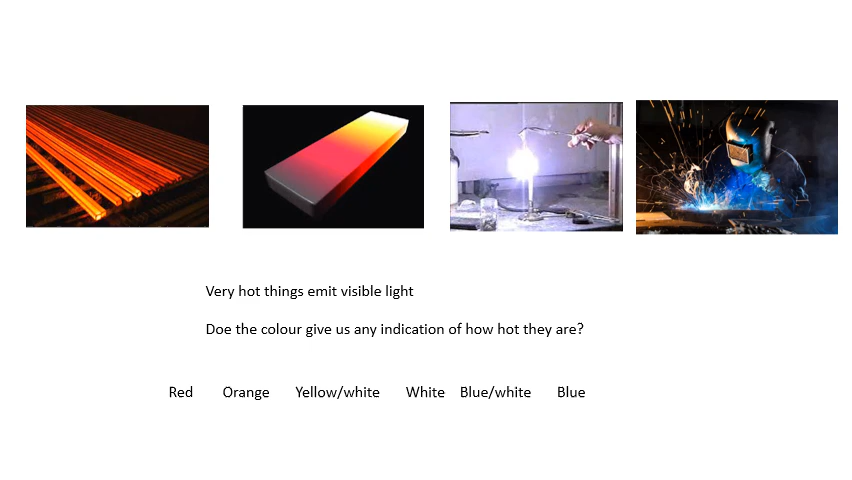 Very hot things emit visible light
Doe the colour give us any indication of how hot they are?
Red Orange Yellow/white White Blue/white Blue